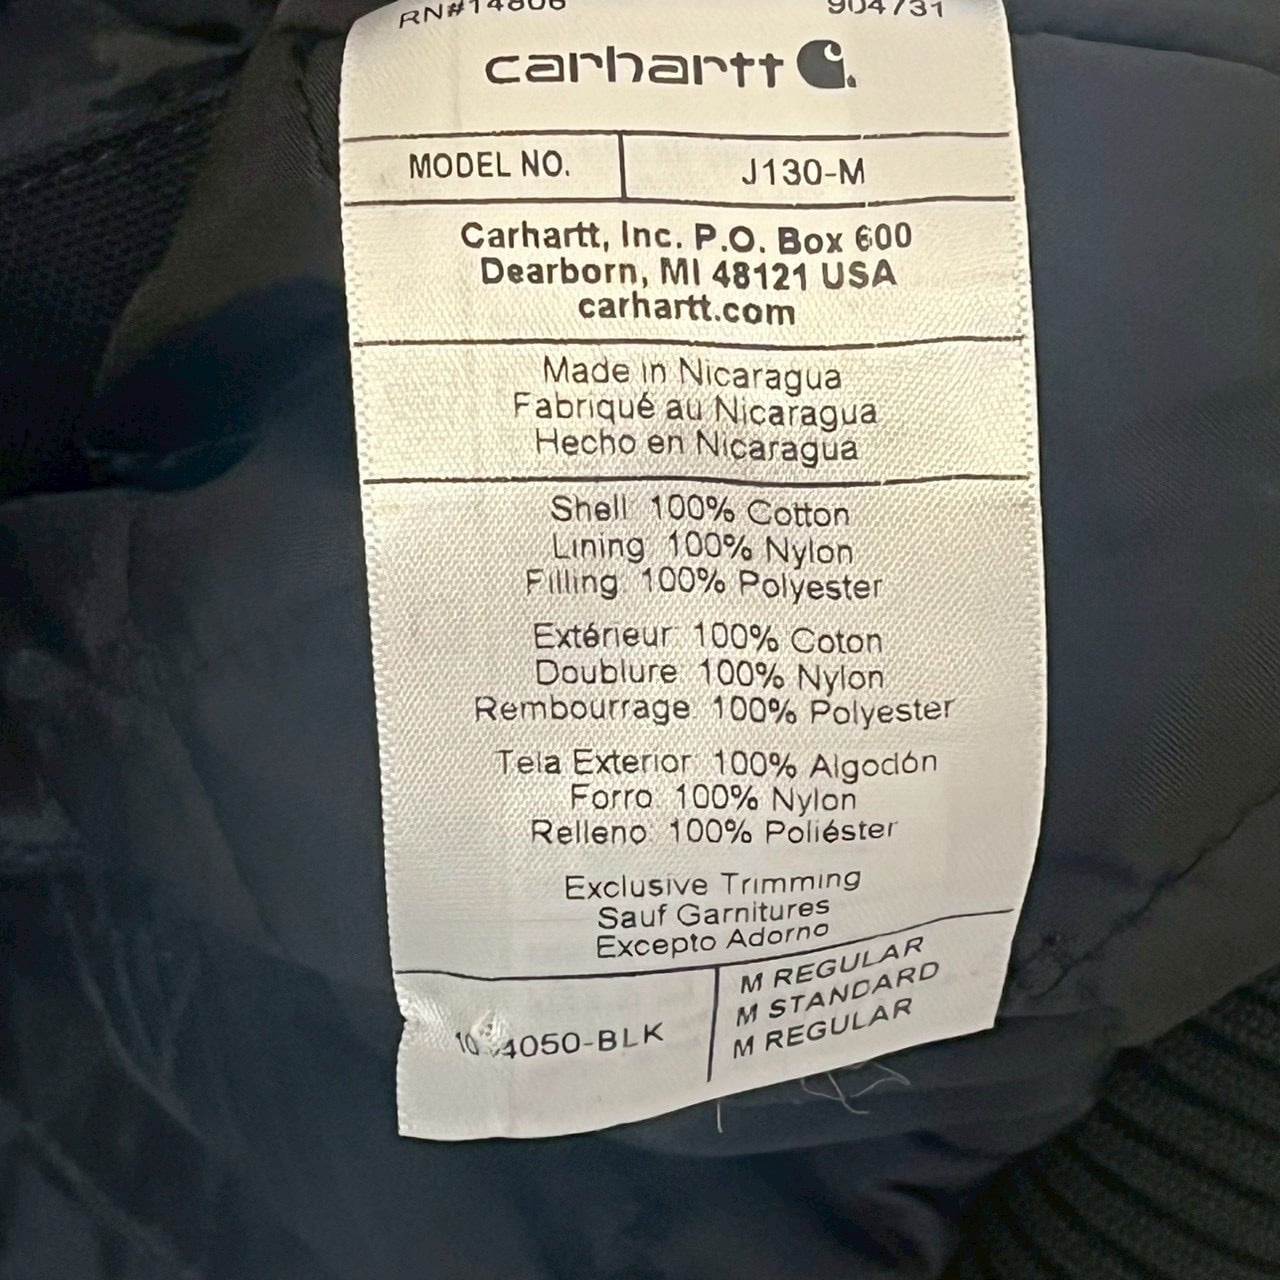 RN#14806 904731
carhartt
MODEL NO. J130-M
Carhartt, Inc. P.O. Box 600
Dearborn, MI 48121 USA
carhartt.com
Made in Nicaragua
Fabriqué au Nicaragua
Hecho en Nicaragua
Shell: 100% Cotton
Lining 100% Nylon
Filling 100% Polyester
Extérieur: 100% Coton
Doublure 100% Nylon
Rembourrage 100% Polyester
Tela Exterior 100% Algodón
Forro 100% Nylon
Relleno 100% Poliéster
Exclusive Trimming
Sauf Garnitures
Excepto Adorno
M REGULAR
M STANDARD
M REGULAR